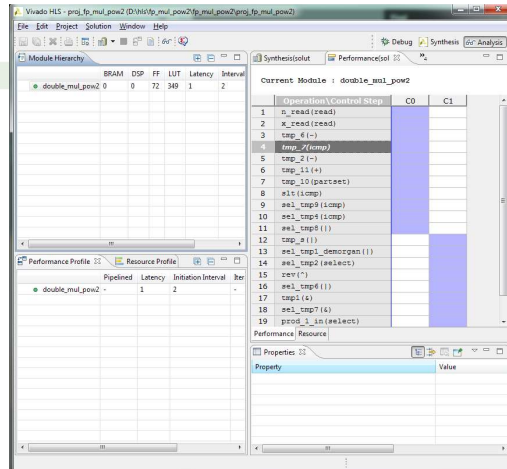 Vivado HLS - proj_fp_mul_pow2 (D:\hls\fp_mul_pow2\fp_mul_pow2\proj_fp_mul_pow2)
File Edit Project Solution Window Help
Debug Synthesis Analysis
Module Hierarchy
BRAM DSP FF LUT Latency Interval
double_mul_pow2 0 0 72 349 1 2
Performance Profile Resource Profile
Pipelined Latency Initiation Interval Iter
double_mul_pow2 - 1 2 -
Synthesis(solut Performance(sol
Current Module : double_mul_pow2
Operation\Control Step C0 C1
1 n_read(read)
2 x_read(read)
3 tmp_6(-)
4 tmp_7(icmp)
5 tmp_2(-)
6 tmp_11(+)
7 tmp_10(partset)
8 slt(icmp)
9 sel_tmp9(icmp)
10 sel_tmp4(icmp)
11 sel_tmp8(|)
12 tmp_s(|)
13 sel_tmp1_demorgan(|)
14 sel_tmp2(select)
15 rev(^)
16 sel_tmp6(|)
17 tmp1(&)
18 sel_tmp7(&)
19 prod_1_in(select)
Performance Resource
Properties
Property Value